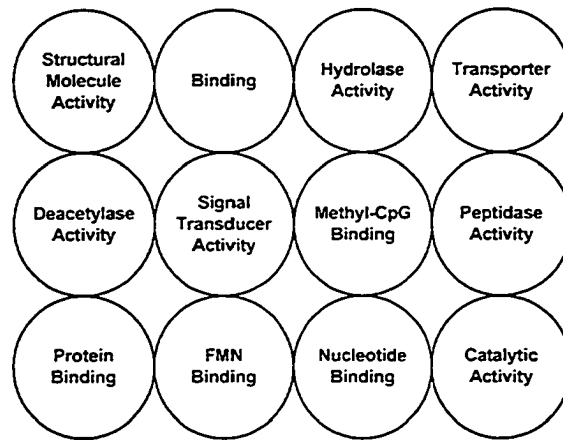 Structural
Molecule
Activity
Binding
Hydrolase
Activity
Transporter
Activity
Deacetylase
Activity
Signal
Transducer
Activity
Methyl-CpG
Binding
Peptidase
Activity
Protein
Binding
FMN
Binding
Nucleotide
Binding
Catalytic
Activity